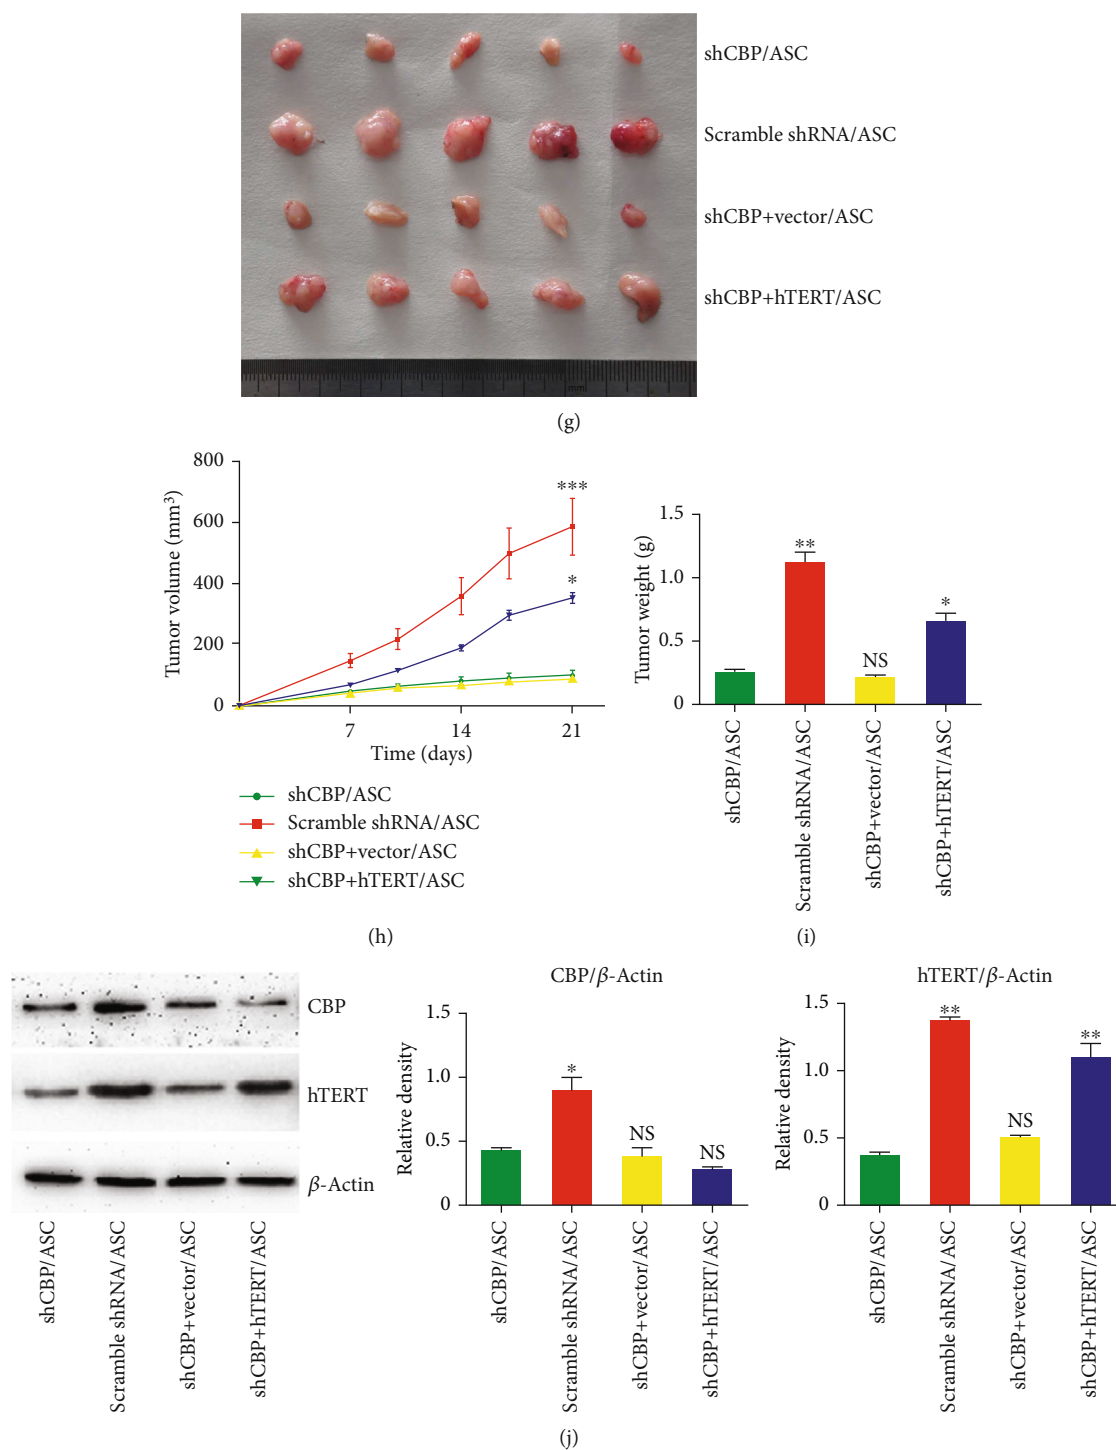 shCBP/ASC
Scramble shRNA/ASC
shCBP+vector/ASC
shCBP+hTERT/ASC
mm
(g)
Tumor volume (mm³)
800
600
400
200
0
***
*
7
14
21
Time (days)
shCBP/ASC
Scramble shRNA/ASC
shCBP+vector/ASC
shCBP+hTERT/ASC
(h)
Tumor weight (g)
1.5
1.0
0.5
0
**
NS
*
shCBP/ASC
Scramble shRNA/ASC
shCBP+vector/ASC
shCBP+hTERT/ASC
(i)
CBP
hTERT
β-Actin
shCBP/ASC
Scramble shRNA/ASC
shCBP+vector/ASC
shCBP+hTERT/ASC
CBP/β-Actin
Relative density
1.5
1.0
0.5
0
*
NS
NS
shCBP/ASC
Scramble shRNA/ASC
shCBP+vector/ASC
shCBP+hTERT/ASC
hTERT/β-Actin
Relative density
1.5
1.0
0.5
0
**
NS
**
shCBP/ASC
Scramble shRNA/ASC
shCBP+vector/ASC
shCBP+hTERT/ASC
(j)